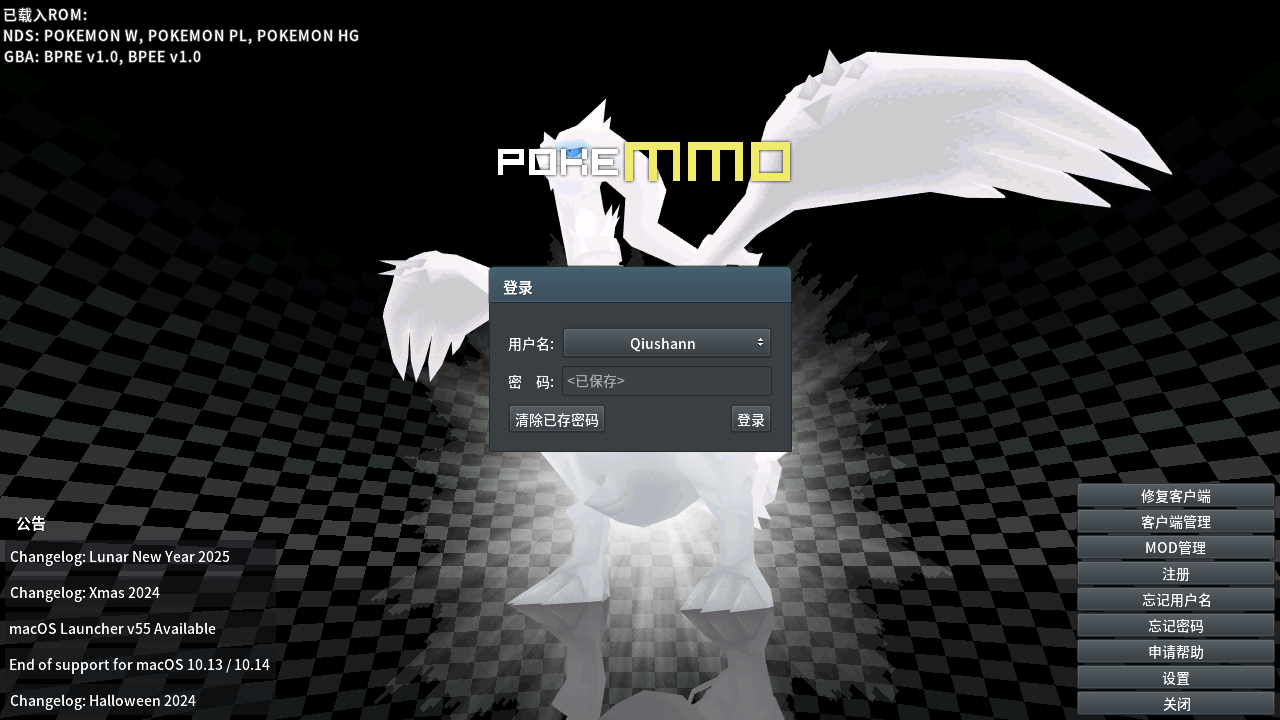 已载入ROM:
NDS: POKEMON W, POKEMON PL, POKEMON HG
GBA: BPRE v1.0, BPEE v1.0
POKEMMO
登录
用户名: Qiushann
密 码: <已保存>
清除已存密码 登录
公告
Changelog: Lunar New Year 2025
Changelog: Xmas 2024
macOS Launcher v55 Available
End of support for macOS 10.13 / 10.14
Changelog: Halloween 2024
修复客户端
客户端管理
MOD管理
注册
忘记用户名
忘记密码
申请帮助
设置
关闭